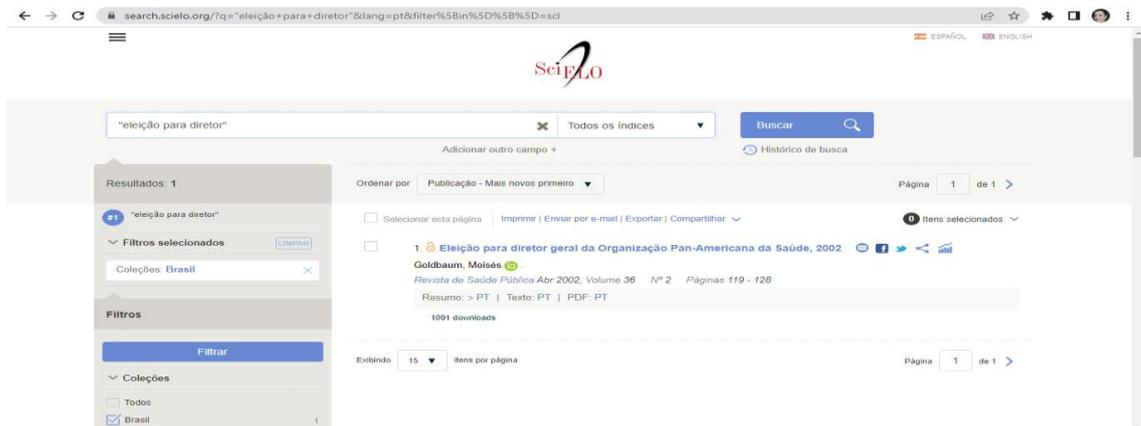 search.scielo.org/?q="eleição+para+diretor"&lang=pt&filter%5Bin%5D%5B%5D=scl
ESPAÑOL ENGLISH
SciELO
"eleição para diretor" Todos os índices Buscar
Adicionar outro campo + Histórico de busca
Resultados: 1
Ordenar por Publicação - Mais novos primeiro Página 1 de 1 >
#1 "eleição para diretor"
Selecionar esta página Imprimir | Enviar por e-mail | Exportar | Compartilhar 0 Itens selecionados
Filtros selecionados LIMPAR
1. Eleição para diretor geral da Organização Pan-Americana da Saúde, 2002
Coleções: Brasil
Goldbaum, Moisés .
Revista de Saúde Pública Abr 2002, Volume 36 Nº 2 Páginas 119 - 128
Resumo: > PT | Texto: PT | PDF: PT
Filtros
1091 downloads
Filtrar
Exibindo 15 itens por página Página 1 de 1 >
Coleções
Todos
Brasil 1